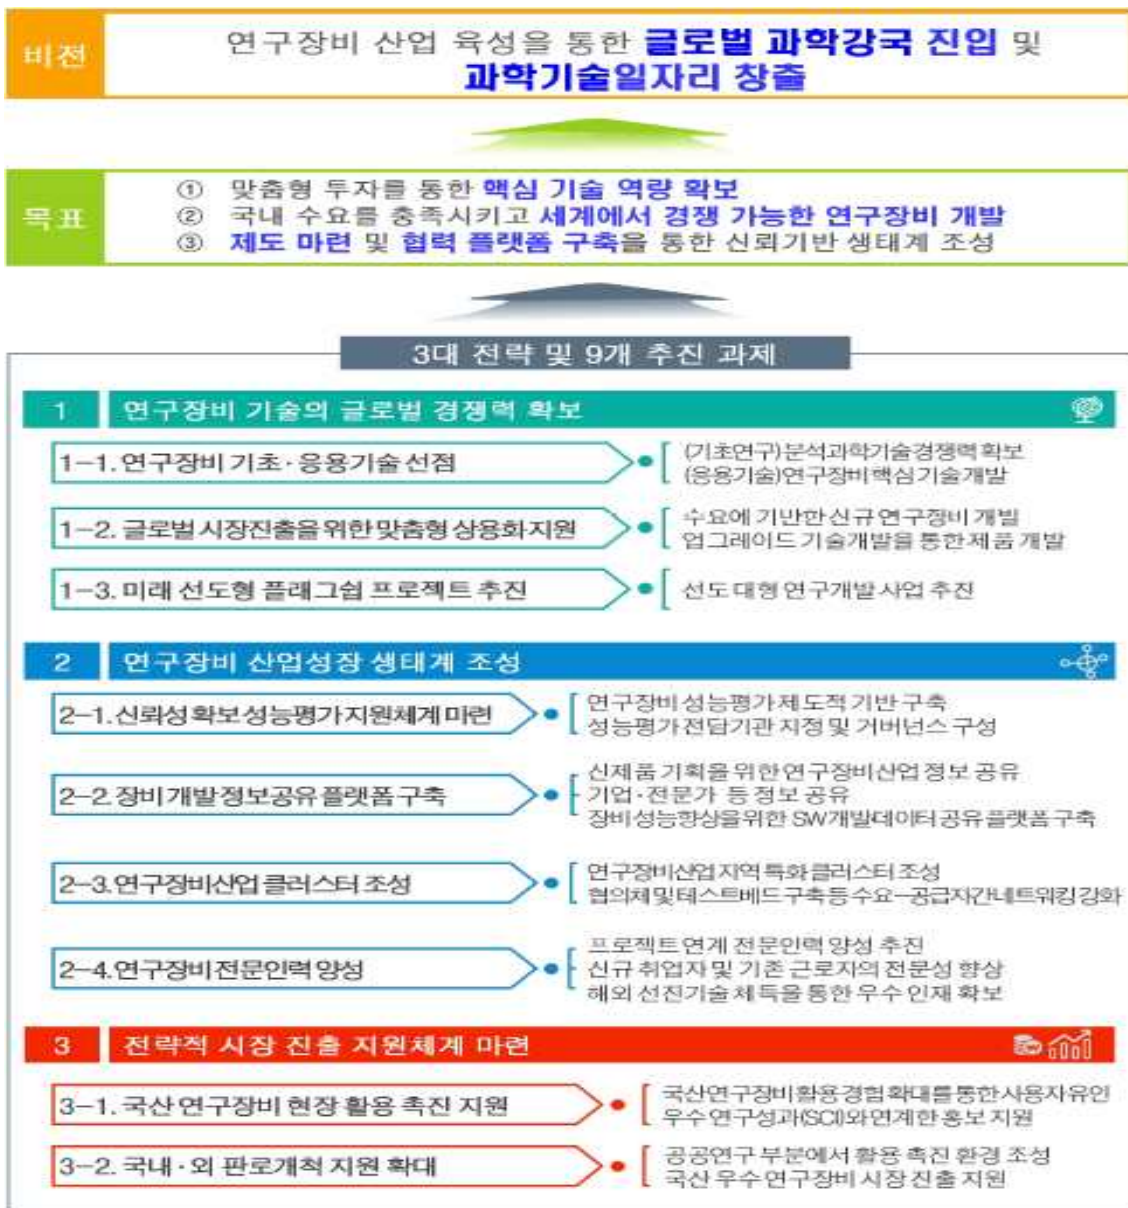 비전
연구장비 산업 육성을 통한 글로벌 과학강국 진입 및
과학기술일자리 창출
목표
① 맞춤형 투자를 통한 핵심 기술 역량 확보
② 국내 수요를 충족시키고 세계에서 경쟁 가능한 연구장비 개발
③ 제도 마련 및 협력 플랫폼 구축을 통한 신뢰기반 생태계 조성
3대 전략 및 9개 추진 과제
1 연구장비 기술의 글로벌 경쟁력 확보
1-1. 연구장비 기초·응용기술 선점
(기초연구)분석과학기술경쟁력 확보
(응용기술)연구장비핵심기술개발
1-2. 글로벌 시장진출을 위한 맞춤형 상용화지원
수요에 기반한 신규 연구장비 개발
업그레이드 기술개발을 통한 제품 개발
1-3. 미래 선도형 플래그쉽 프로젝트 추진
선도 대형 연구개발 사업 추진
2 연구장비 산업성장 생태계 조성
2-1. 신뢰성 확보 성능평가 지원체계 마련
연구장비 성능평가 제도적 기반 구축
성능평가 전담기관 지정 및 거버넌스 구성
2-2. 장비 개발 정보공유 플랫폼 구축
신제품 기획을 위한 연구장비산업 정보 공유
기업·전문가 등 정보 공유
장비 성능향상을 위한 SW개발데이터 공유 플랫폼 구축
2-3. 연구장비산업 클러스터 조성
연구장비산업 지역 특화 클러스터 조성
협의체 및 테스트베드 구축 등 수요-공급자간 네트워킹 강화
2-4. 연구장비 전문인력 양성
프로젝트 연계 전문인력 양성 추진
신규 취업자 및 기존 근로자의 전문성 향상
해외 선진기술 체득을 통한 우수 인재 확보
3 전략적 시장 진출 지원체계 마련
3-1. 국산 연구장비 현장 활용 촉진 지원
국산연구장비 활용 경험 확대를 통한 사용자 유인
우수 연구성과(SCI)와 연계한 홍보 지원
3-2. 국내·외 판로개척 지원 확대
공공연구 부분에서 활용 촉진 환경 조성
국산 우수 연구장비 시장 진출 지원